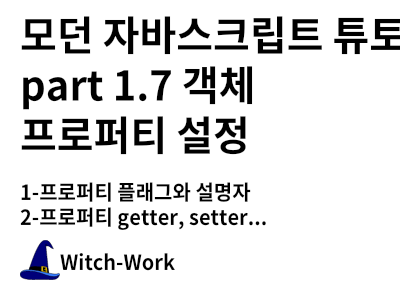 모던 자바스크립트 튜토
part 1.7 객체
프로퍼티 설정
1-프로퍼티 플래그와 설명자
2-프로퍼티 getter, setter...
Witch-Work